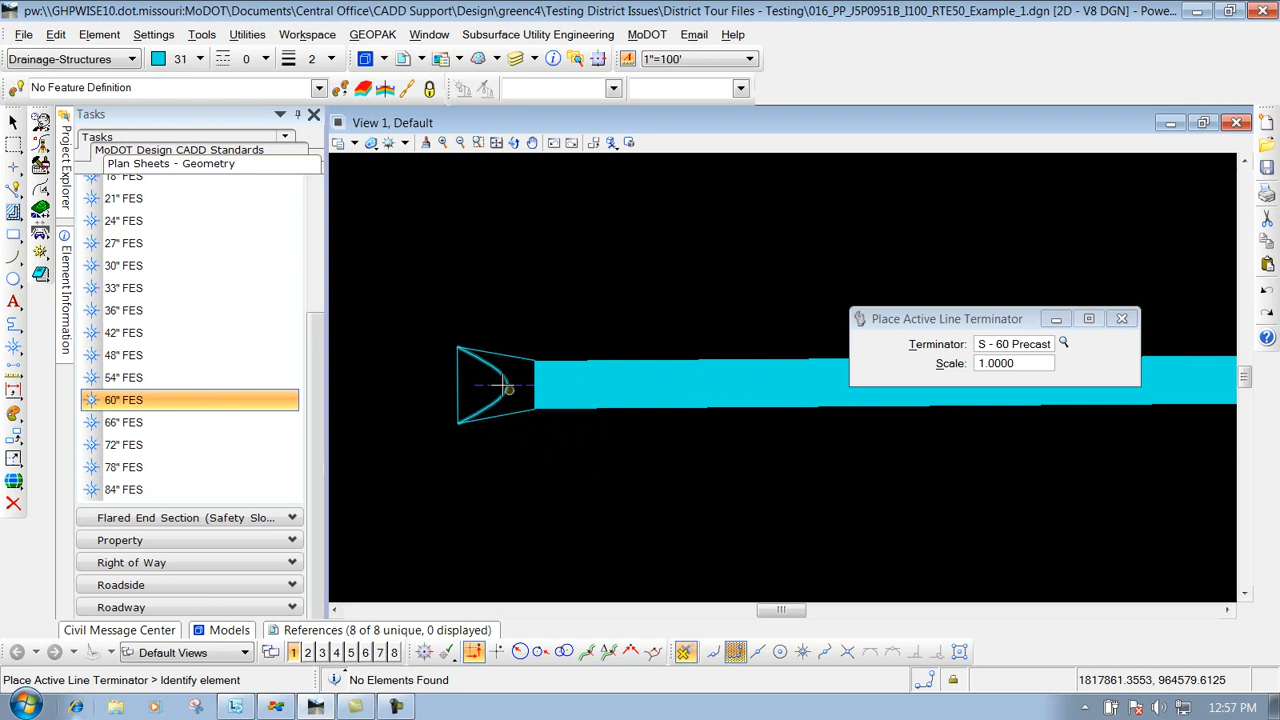 pw:\\GHPWISE10.dot.missouri:MoDOT\Documents\Central Office\CADD Support\Design\greenc4\Testing District Issues\District Tour Files - Testing\016_PP_J5P0951B_I100_RTE50_Example_1.dgn [2D - V8 DGN] - Powe...
File Edit Element Settings Tools Utilities Workspace GEOPAK Window Subsurface Utility Engineering MoDOT Email Help
Drainage-Structures 31 0 2 1"=100'
No Feature Definition
Tasks
Tasks
MoDOT Design CADD Standards
Plan Sheets - Geometry
Project Explorer
Element Information
18" FES
21" FES
24" FES
27" FES
30" FES
33" FES
36" FES
42" FES
48" FES
54" FES
60" FES
66" FES
72" FES
78" FES
84" FES
Flared End Section (Safety Slo...
Property
Right of Way
Roadside
Roadway
View 1, Default
Place Active Line Terminator
Terminator: S - 60 Precast
Scale: 1.0000
Civil Message Center Models References (8 of 8 unique, 0 displayed)
Default Views 1 2 3 4 5 6 7 8
Place Active Line Terminator > Identify element No Elements Found 1817861.3553, 964579.6125
12:57 PM